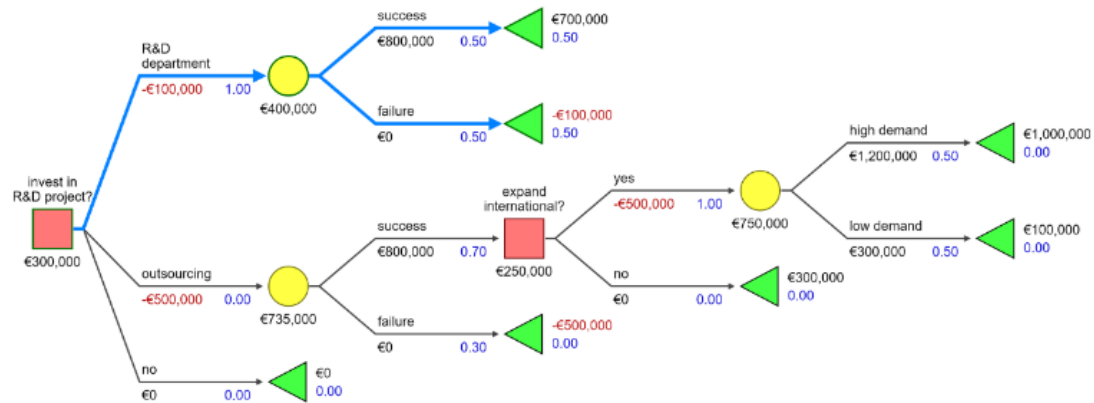 success
€800,000 0.50
€700,000
0.50
R&D
department
-€100,000 1.00
€400,000
failure
€0 0.50
-€100,000
0.50
invest in
R&D project?
€300,000
outsourcing
-€500,000 0.00
€735,000
success
€800,000 0.70
expand
international?
€250,000
yes
-€500,000 1.00
€750,000
high demand
€1,200,000 0.50
€1,000,000
0.00
low demand
€300,000 0.50
€100,000
0.00
no
€0 0.00
€300,000
0.00
failure
€0 0.30
-€500,000
0.00
no
€0 0.00
€0
0.00